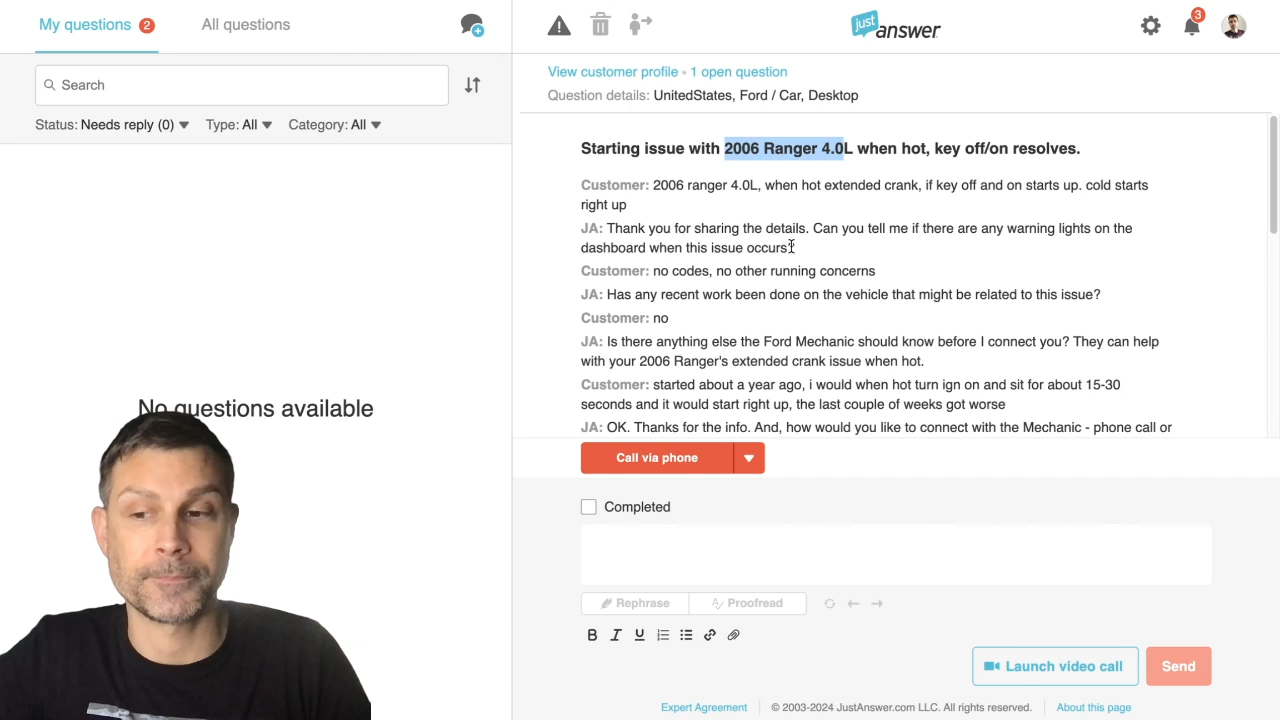 My questions 2
All questions
just answer
3
Search
Status: Needs reply (0) Type: All Category: All
No questions available
View customer profile • 1 open question
Question details: UnitedStates, Ford / Car, Desktop
Starting issue with 2006 Ranger 4.0L when hot, key off/on resolves.
Customer: 2006 ranger 4.0L, when hot extended crank, if key off and on starts up. cold starts
right up
JA: Thank you for sharing the details. Can you tell me if there are any warning lights on the
dashboard when this issue occurs?
Customer: no codes, no other running concerns
JA: Has any recent work been done on the vehicle that might be related to this issue?
Customer: no
JA: Is there anything else the Ford Mechanic should know before I connect you? They can help
with your 2006 Ranger's extended crank issue when hot.
Customer: started about a year ago, i would when hot turn ign on and sit for about 15-30
seconds and it would start right up, the last couple of weeks got worse
JA: OK. Thanks for the info. And, how would you like to connect with the Mechanic - phone call or
Call via phone
Completed
Rephrase Proofread
B I U
Launch video call Send
Expert Agreement © 2003-2024 JustAnswer.com LLC. All rights reserved. About this page